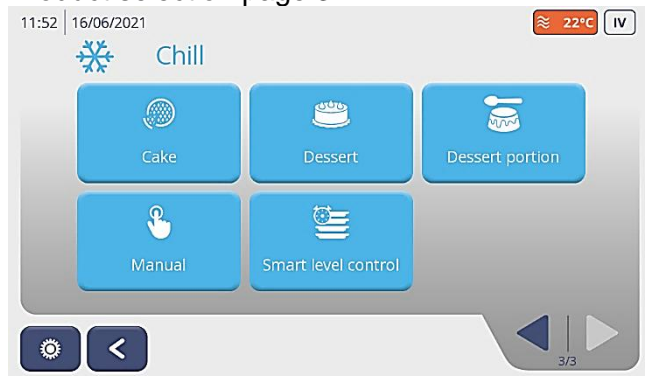 11:52 16/06/2021 22°C IV
Chill
Cake Dessert Dessert portion
Manual Smart level control
3/3